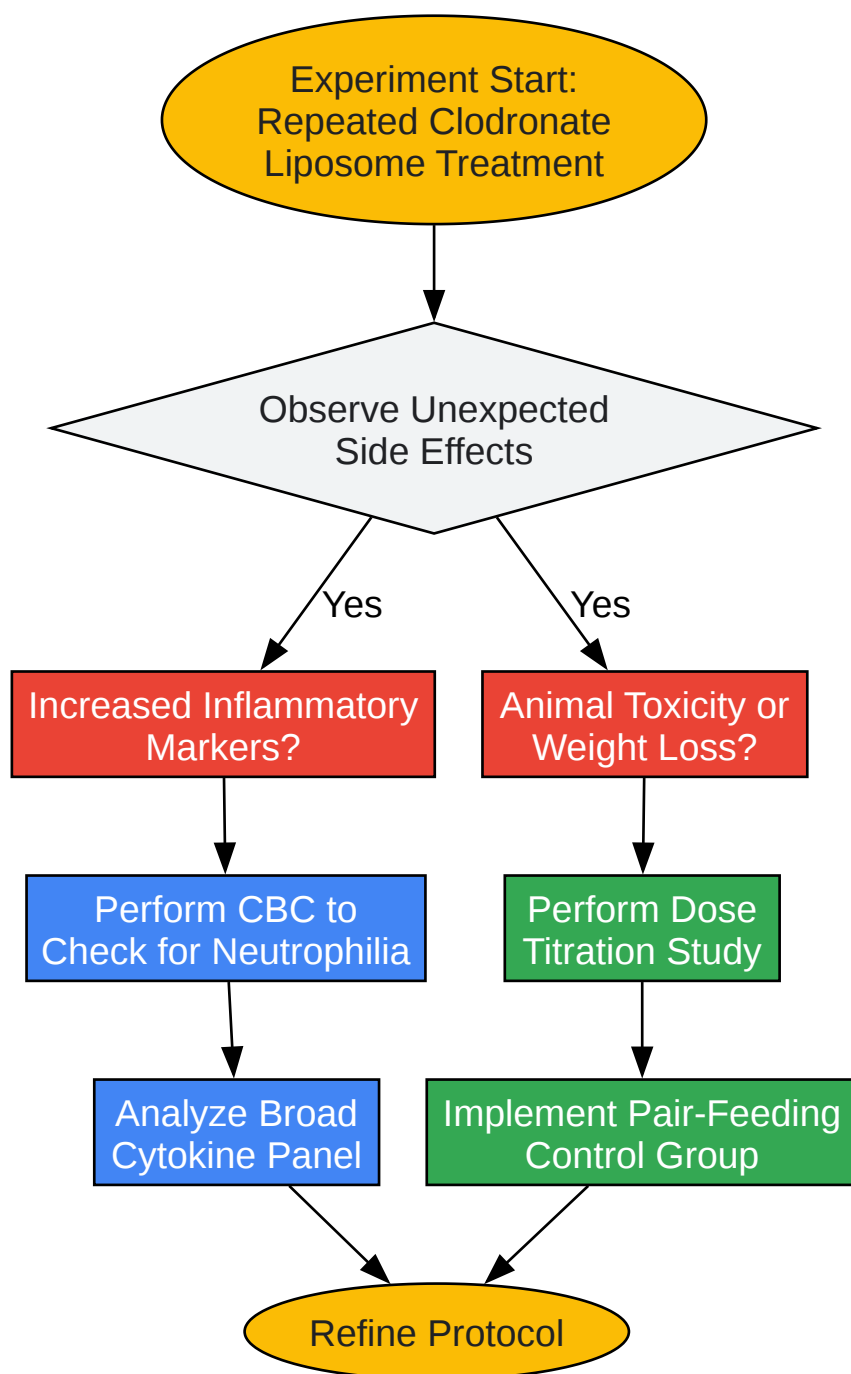 Experiment Start:
Repeated Clodronate
Liposome Treatment
Observe Unexpected
Side Effects
Yes
Yes
Increased Inflammatory
Markers?
Animal Toxicity or
Weight Loss?
Perform CBC to
Check for Neutrophilia
Perform Dose
Titration Study
Analyze Broad
Cytokine Panel
Implement Pair-Feeding
Control Group
Refine Protocol